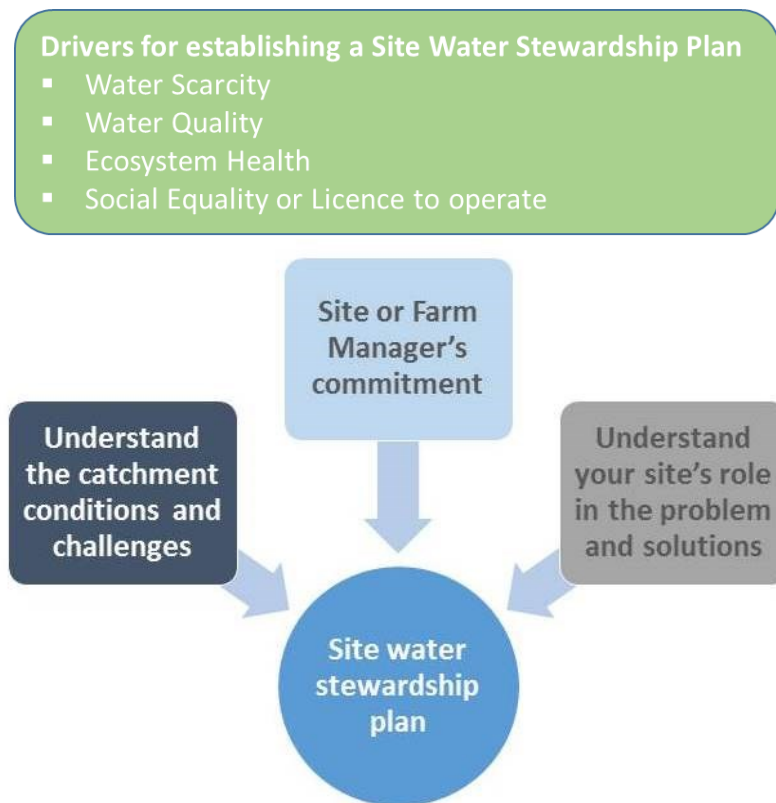 Drivers for establishing a Site Water Stewardship Plan
▪ Water Scarcity
▪ Water Quality
▪ Ecosystem Health
▪ Social Equality or Licence to operate
Site or Farm
Manager's
commitment
Understand
the catchment
conditions and
challenges
Understand
your site's role
in the problem
and solutions
Site water
stewardship
plan